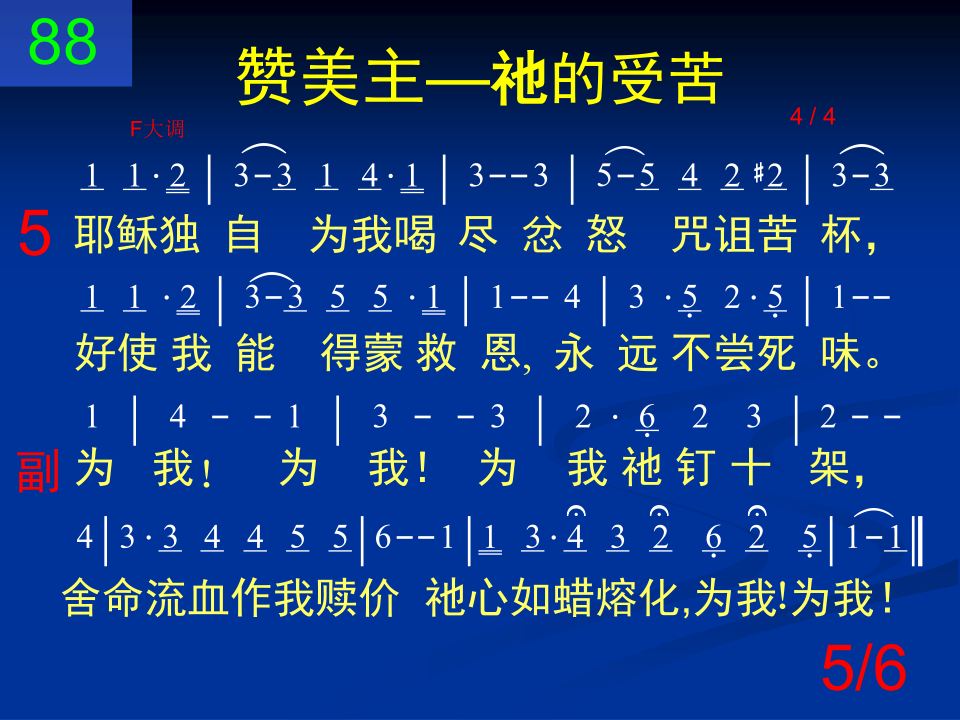 88
赞美主—祂的受苦
F大调
4 / 4
1 1·2 | 3-3 1 4·1 | 3--3 | 5-5 4 2 #2 | 3-3
5 耶稣独 自 为我喝 尽 忿 怒 咒诅苦 杯，
1 1 ·2 | 3-3 5 5 ·1 | 1-- 4 | 3 ·5 2·5 | 1--
好使 我 能 得蒙 救 恩, 永 远 不尝死 味。
1 | 4 - - 1 | 3 - - 3 | 2 · 6 2 3 | 2 - -
副 为 我! 为 我! 为 我 祂 钉 十 架，
4 | 3·3 4 4 5 5 | 6--1 | 1 3·4 3 2 6 2 5 | 1-1 ‖
舍命流血作我赎价 祂心如蜡熔化,为我!为我!
5/6